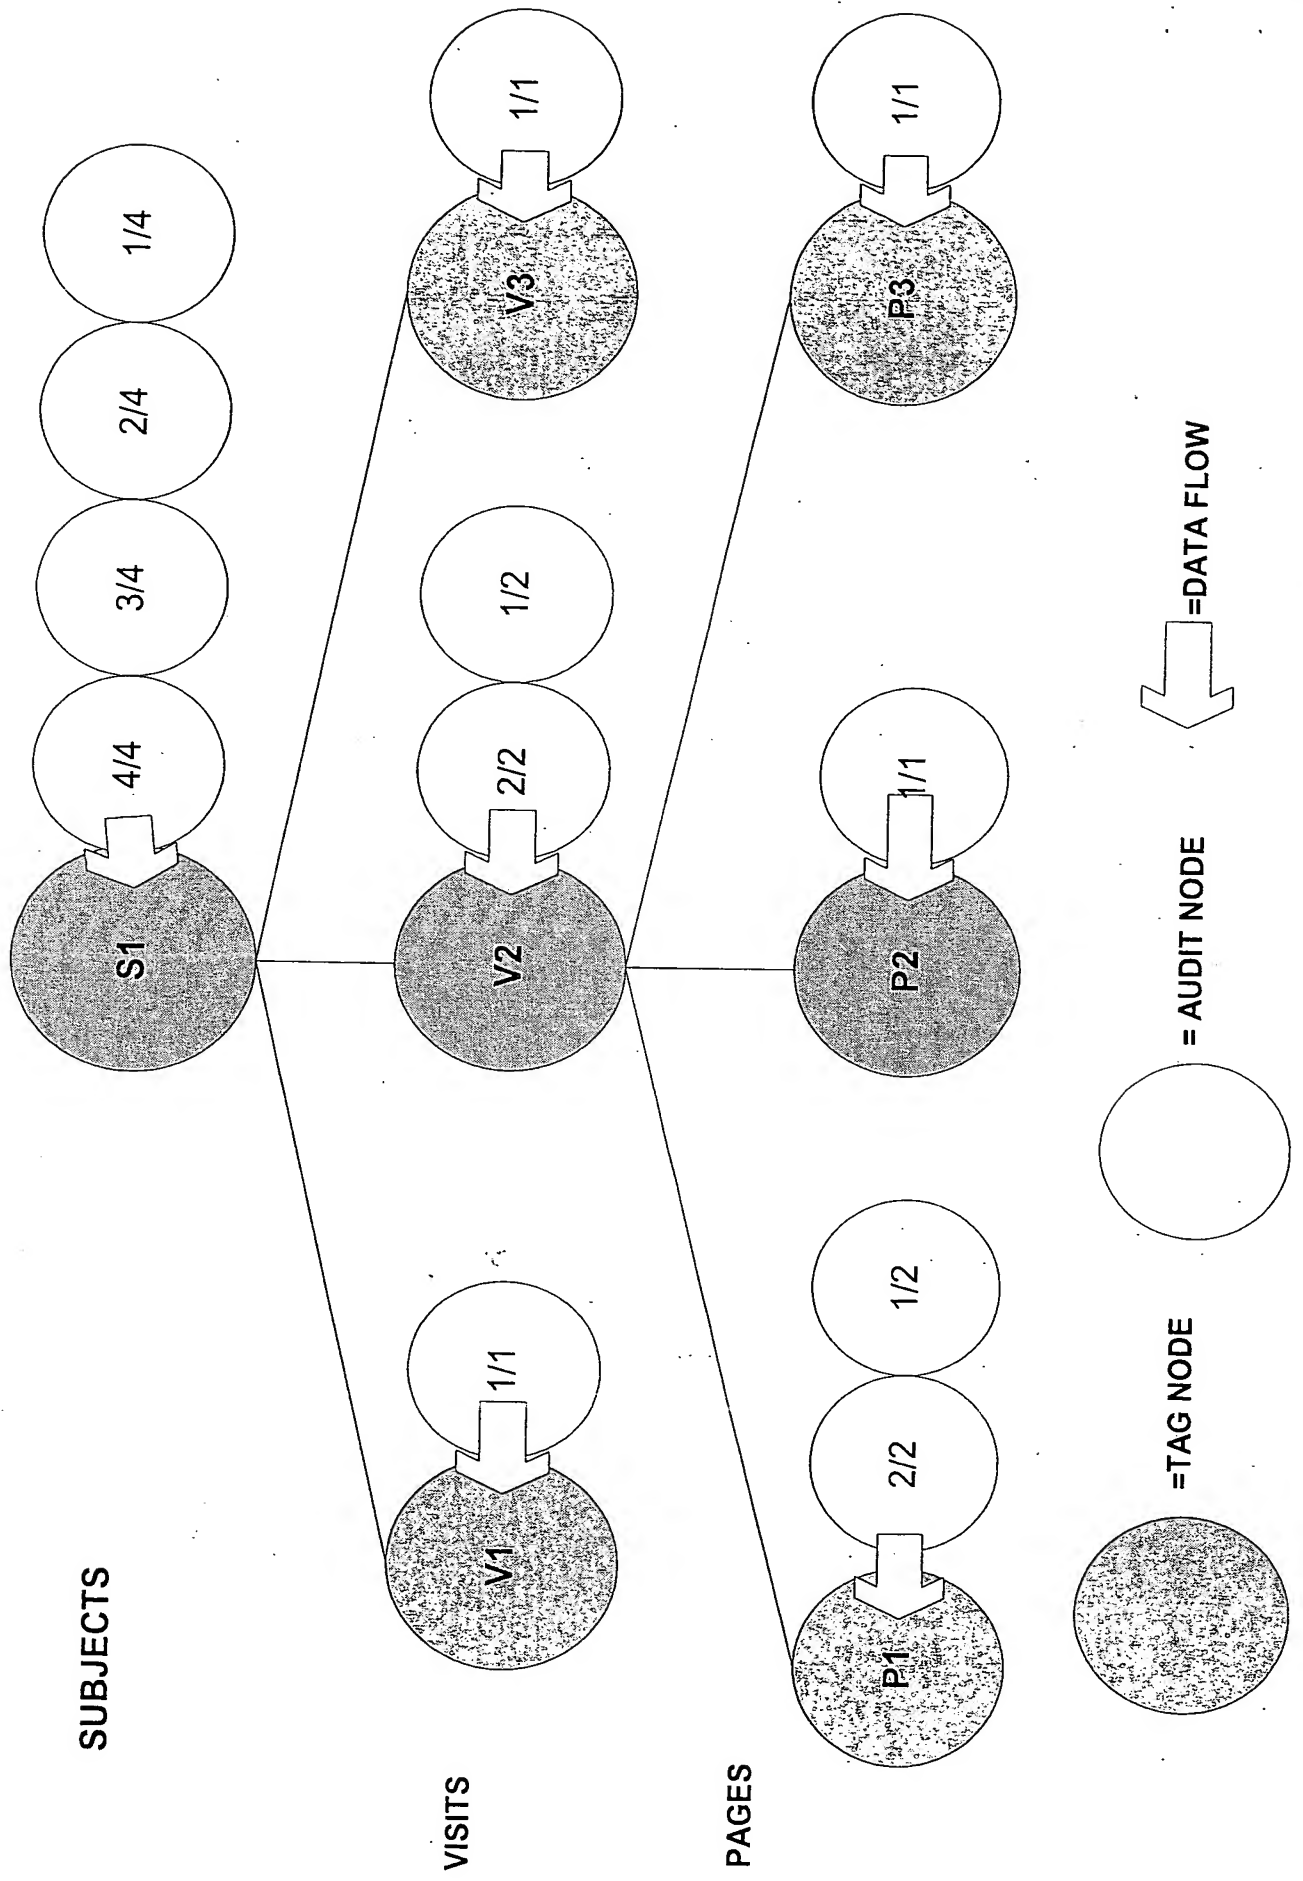 SUBJECTS
S1
4/4
3/4
2/4
1/4
VISITS
V1
1/1
V2
2/2
1/2
V3
1/1
PAGES
P1
2/2
1/2
P2
1/1
P3
1/1
=TAG NODE
= AUDIT NODE
=DATA FLOW